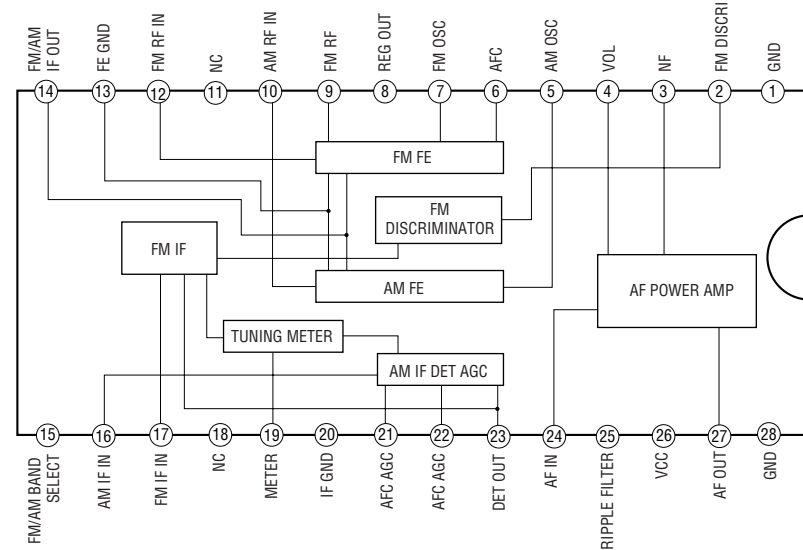 FM/AM
IF OUT
FE GND
FM RF IN
NC
AM RF IN
FM RF
REG OUT
FM OSC
AFC
AM OSC
VOL
NF
FM DISCRI
GND
14
13
12
11
10
9
8
7
6
5
4
3
2
1
FM FE
FM
DISCRIMINATOR
FM IF
AM FE
AF POWER AMP
TUNING METER
AM IF DET AGC
15
16
17
18
19
20
21
22
23
24
25
26
27
28
FM/AM BAND
SELECT
AM IF IN
FM IF IN
NC
METER
IF GND
AFC AGC
AFC AGC
DET OUT
AF IN
RIPPLE FILTER
VCC
AF OUT
GND